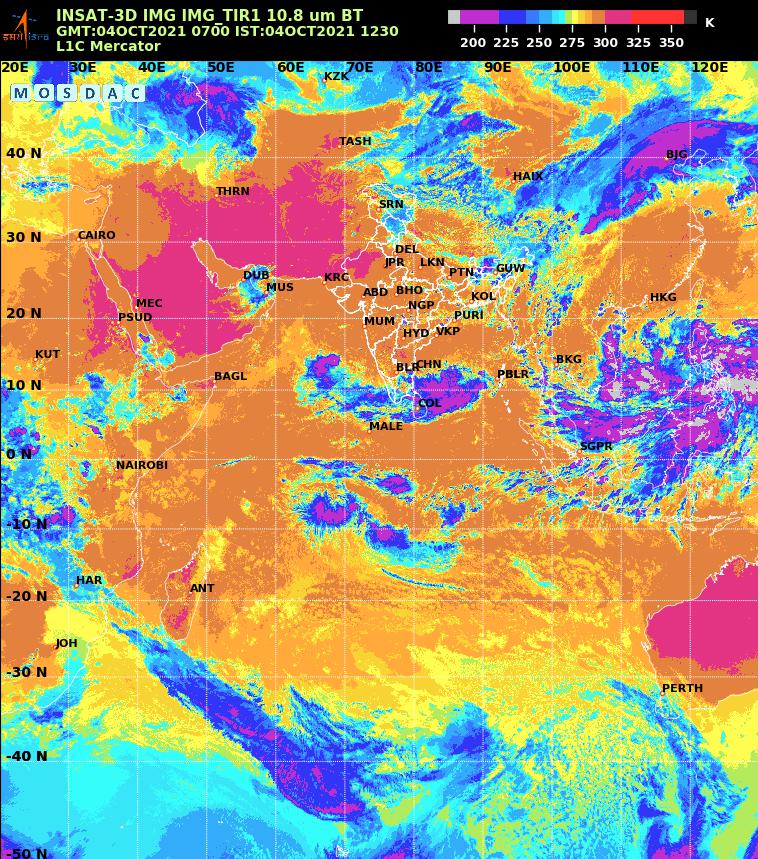 INSAT-3D IMG IMG_TIR1 10.8 um BT
GMT:04OCT2021 0700 IST:04OCT2021 1230
L1C Mercator
K
200 225 250 275 300 325 350
20E 30E 40E 50E 60E 70E 80E 90E 100E 110E 120E
KZK
MOSDAC
TASH
40 N
BJG
HAIX
THRN
SRN
CAIRO
30 N
DEL
JPR LKN
DUB KRC PTN GUW
MUS
ABD BHO
KOL
HKG
MEC
NGP
20 N PSUD
PURI
MUM
HYD VKP
KUT
BKG
BLR CHN
BAGL
PBLR
10 N
COL
MALE
SGPR
0 N
NAIROBI
-10 N
HAR
ANT
-20 N
JOH
-30 N
PERTH
-40 N
-50 N